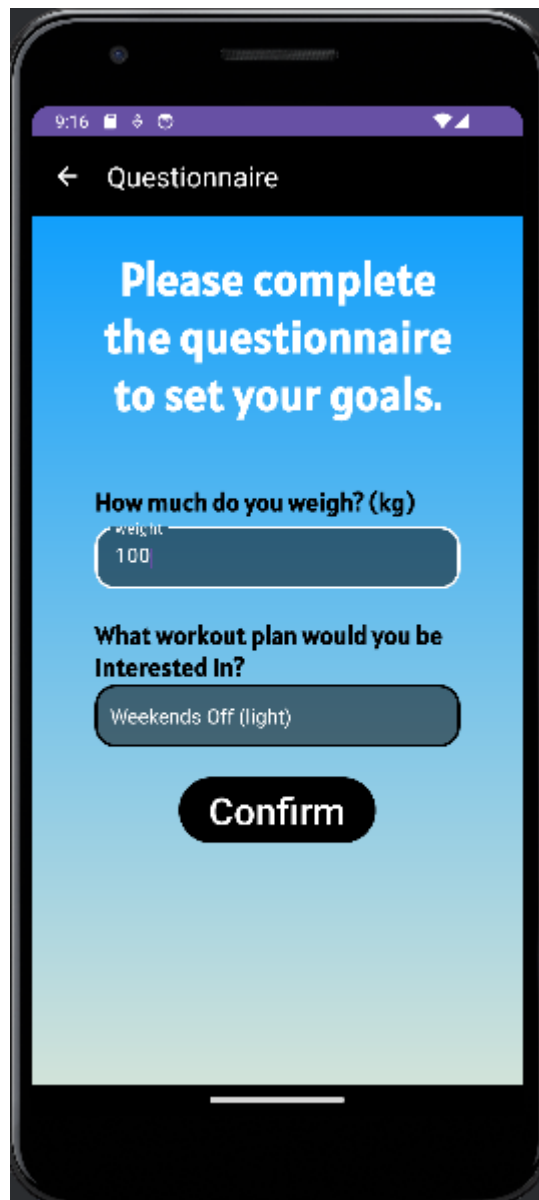 9:16
Questionnaire
Please complete
the questionnaire
to set your goals.
How much do you weigh? (kg)
weight
100
What workout plan would you be
Interested In?
Weekends Off (light)
Confirm